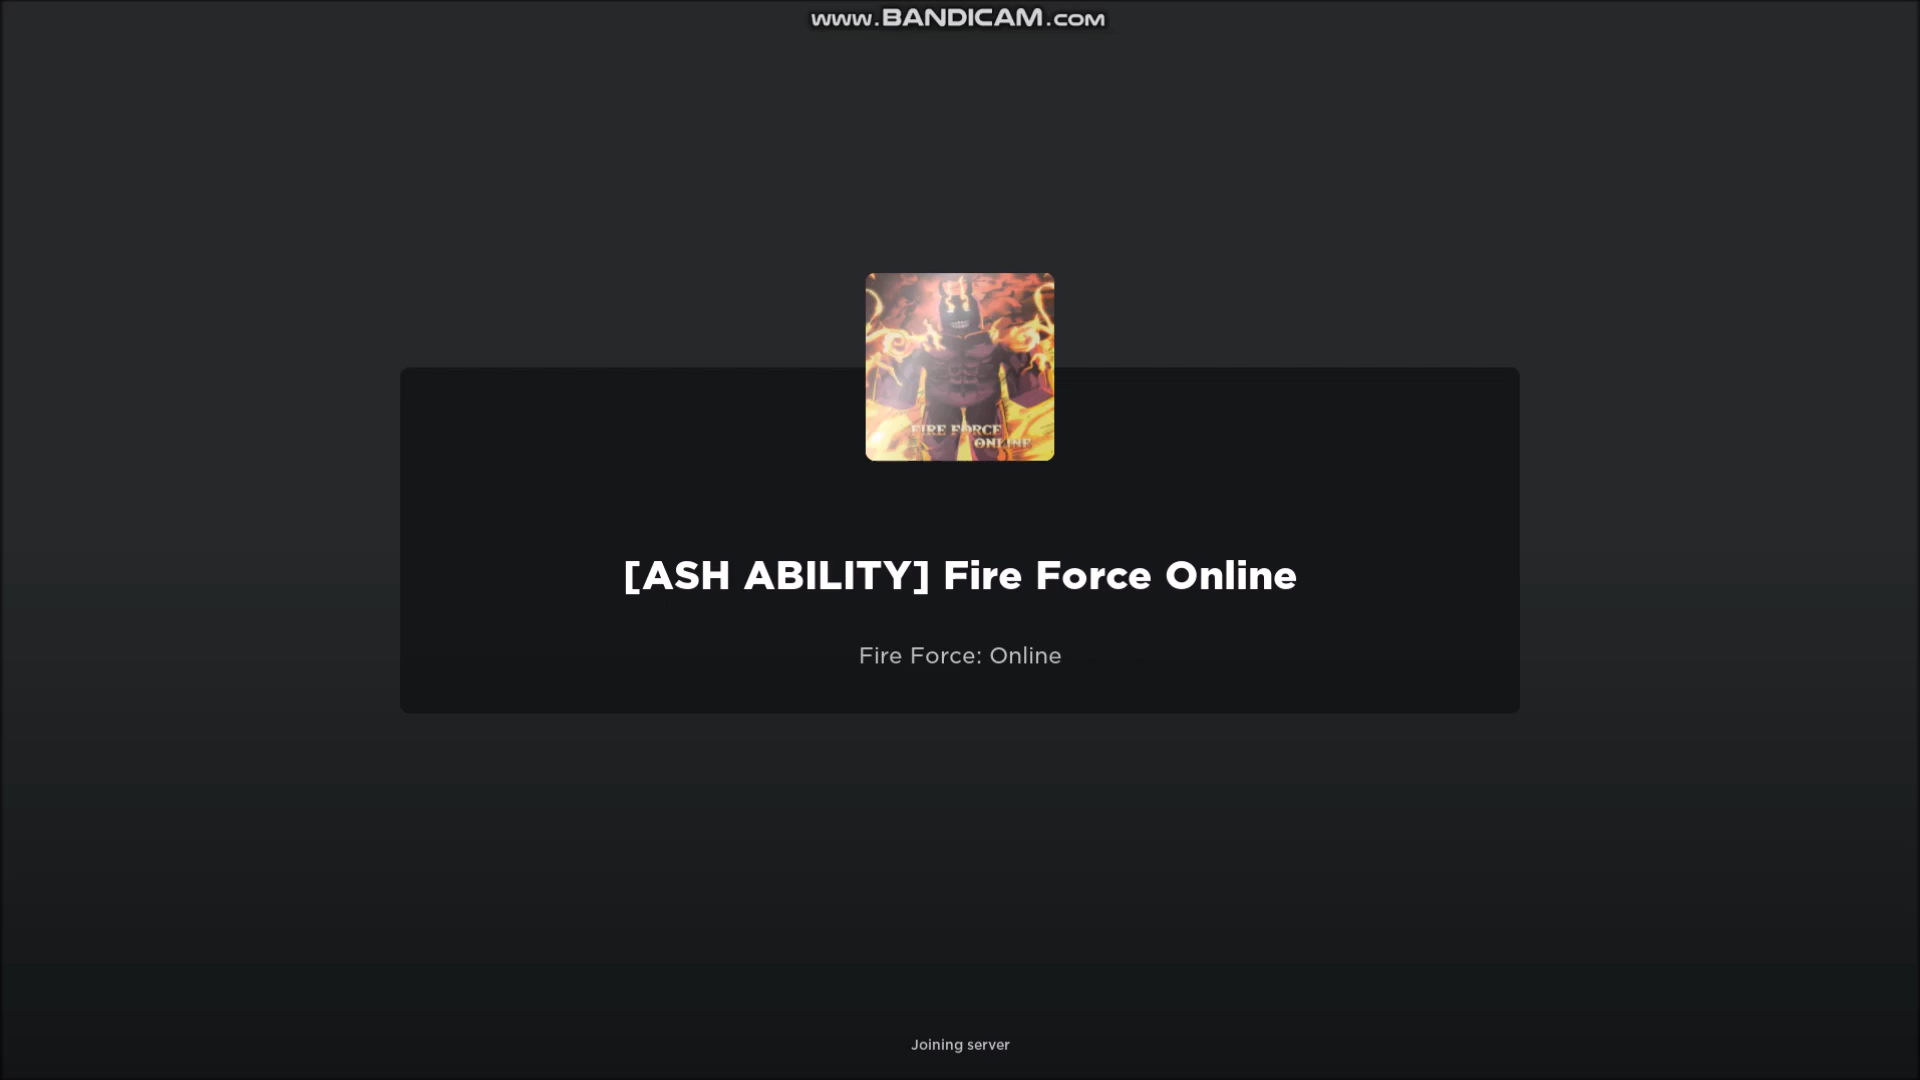 www.BANDICAM.com
FIRE FORCE
ONLINE
[ASH ABILITY] Fire Force Online
Fire Force: Online
Joining server